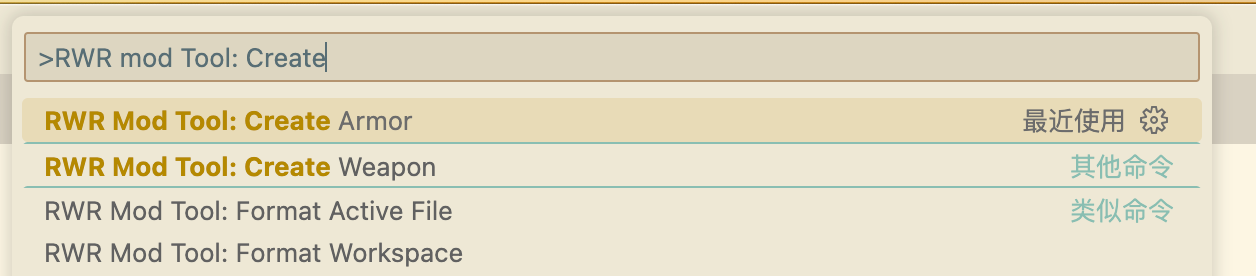 >RWR mod Tool: Create
RWR Mod Tool: Create Armor 最近使用
RWR Mod Tool: Create Weapon 其他命令
RWR Mod Tool: Format Active File 类似命令
RWR Mod Tool: Format Workspace